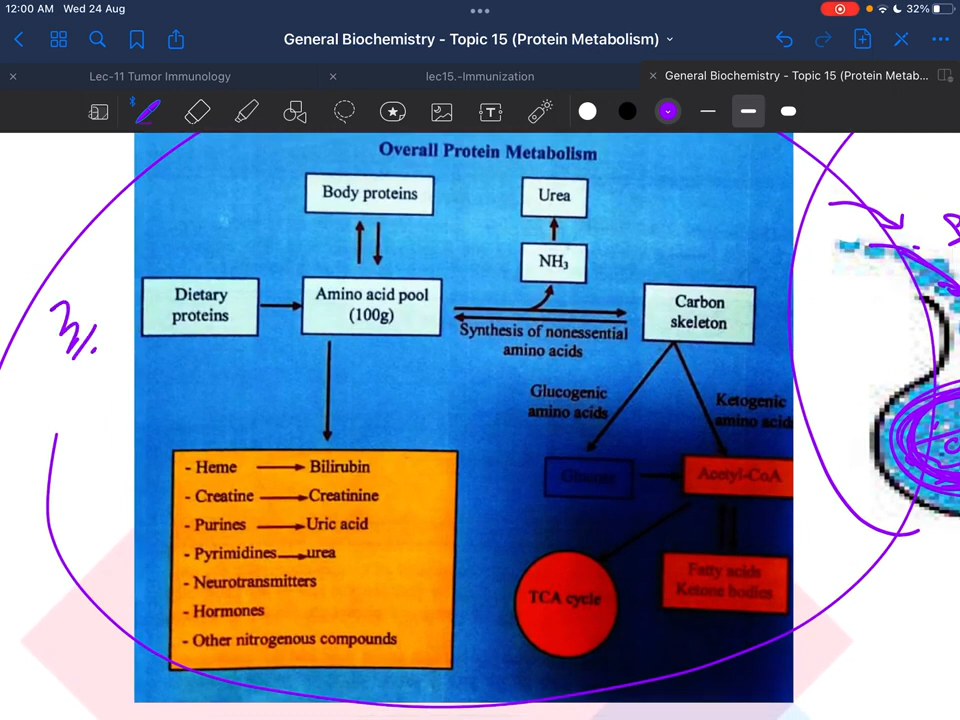 12:00 AM Wed 24 Aug
32%
General Biochemistry - Topic 15 (Protein Metabolism)
Lec-11 Tumor Immunology
lec15.-Immunization
General Biochemistry - Topic 15 (Protein Metab...
Overall Protein Metabolism
Body proteins
Urea
NH₃
Dietary
proteins
Amino acid pool
(100g)
Carbon
skeleton
Synthesis of nonessential
amino acids
Glucogenic
amino acids
Ketogenic
amino acids
Glucose
Acetyl-CoA
- Heme → Bilirubin
- Creatine → Creatinine
- Purines → Uric acid
- Pyrimidines → urea
- Neurotransmitters
- Hormones
- Other nitrogenous compounds
TCA cycle
Fatty acids
Ketone bodies